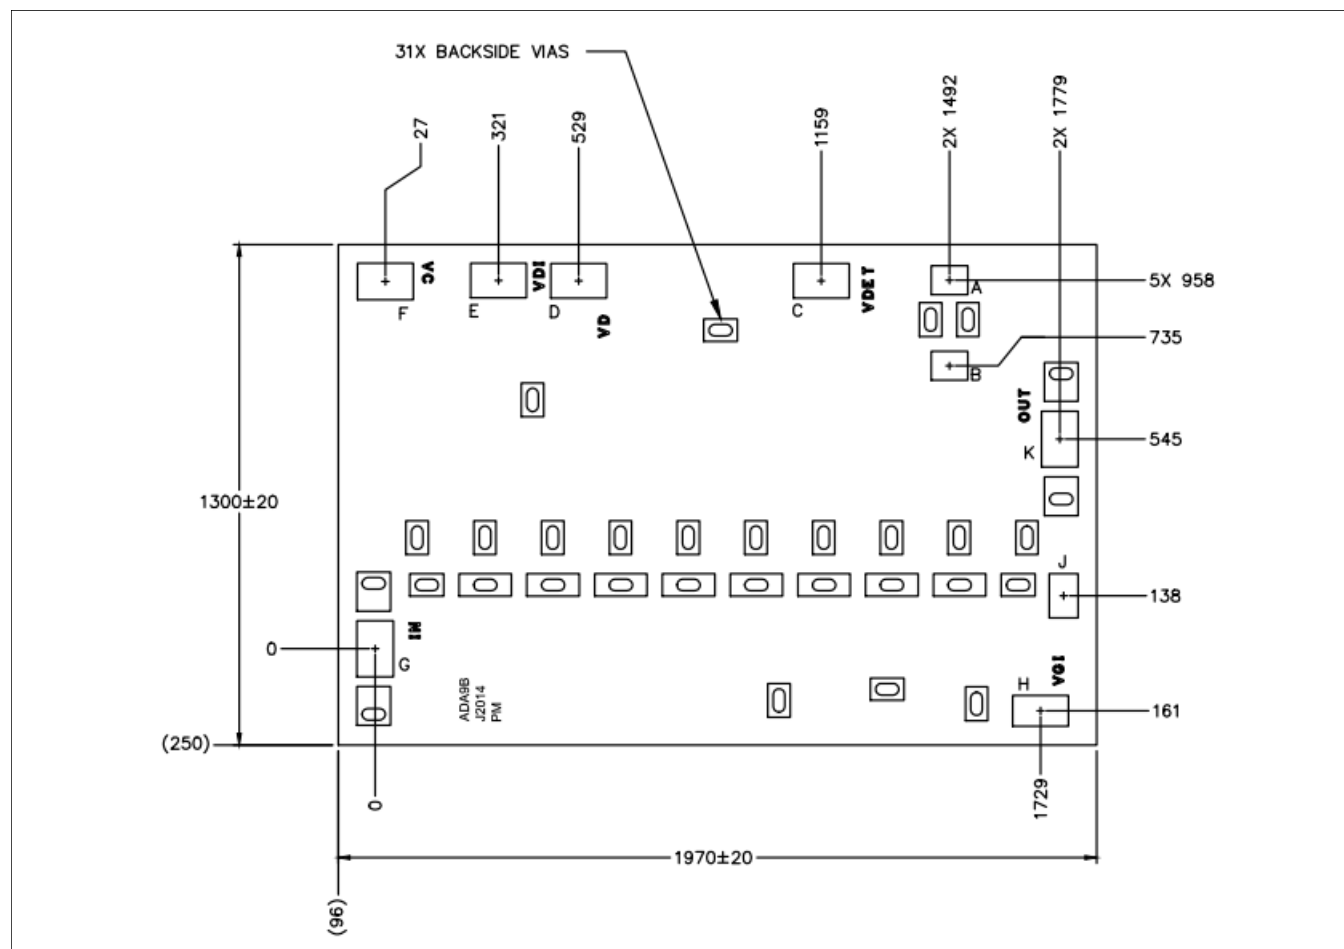 31X BACKSIDE VIAS
27
321
529
1159
2X 1492
2X 1779
VC
F
VDI
E
D
VD
VDET
C
A
5X 958
B
735
OUT
K
545
1300±20
J
138
IN
G
0
ADA9B
J2014
PM
H
VGI
161
(250)
0
1729
1970±20
(96)